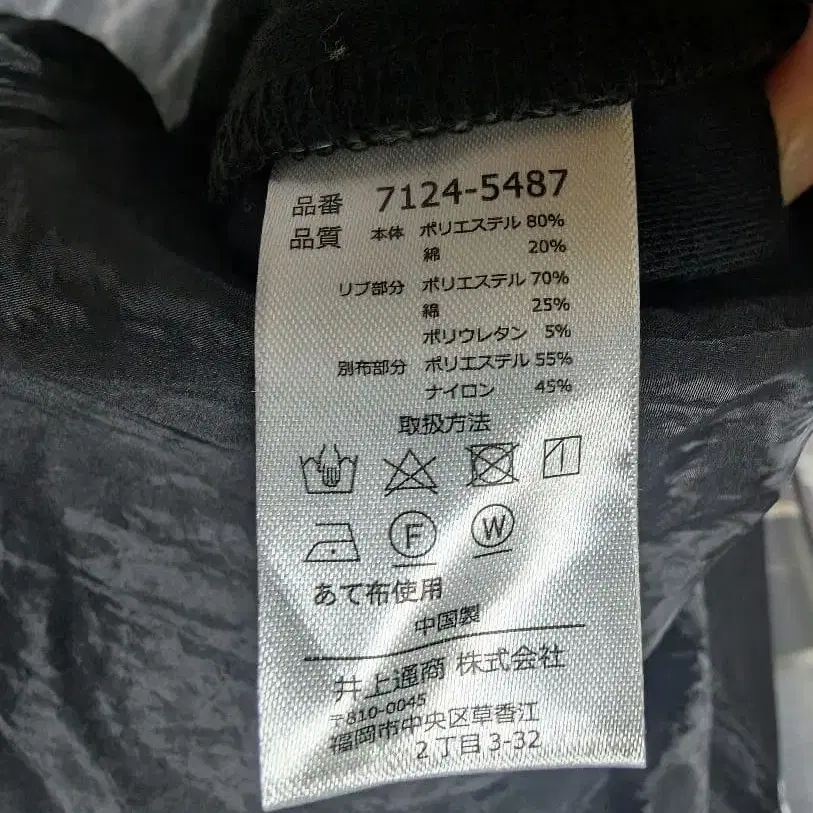 品番 7124-5487
品質 本体 ポリエステル 80%
綿 20%
リブ部分 ポリエステル 70%
綿 25%
ポリウレタン 5%
別布部分 ポリエステル 55%
ナイロン 45%
取扱方法
F W
あて布使用
中国製
井上通商 株式会社
〒810-0045
福岡市中央区草香江
2丁目3-32